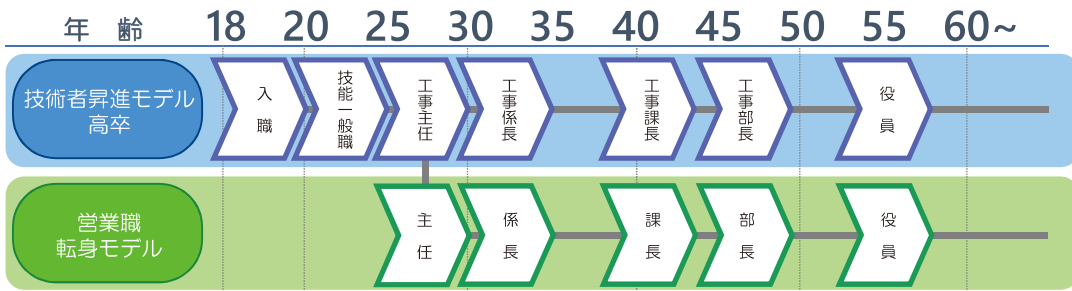 年 齢 18 20 25 30 35 40 45 50 55 60~
技術者昇進モデル
高卒
入職
技能一般職
工事主任
工事係長
工事課長
工事部長
役員
営業職
転身モデル
主任
係長
課長
部長
役員